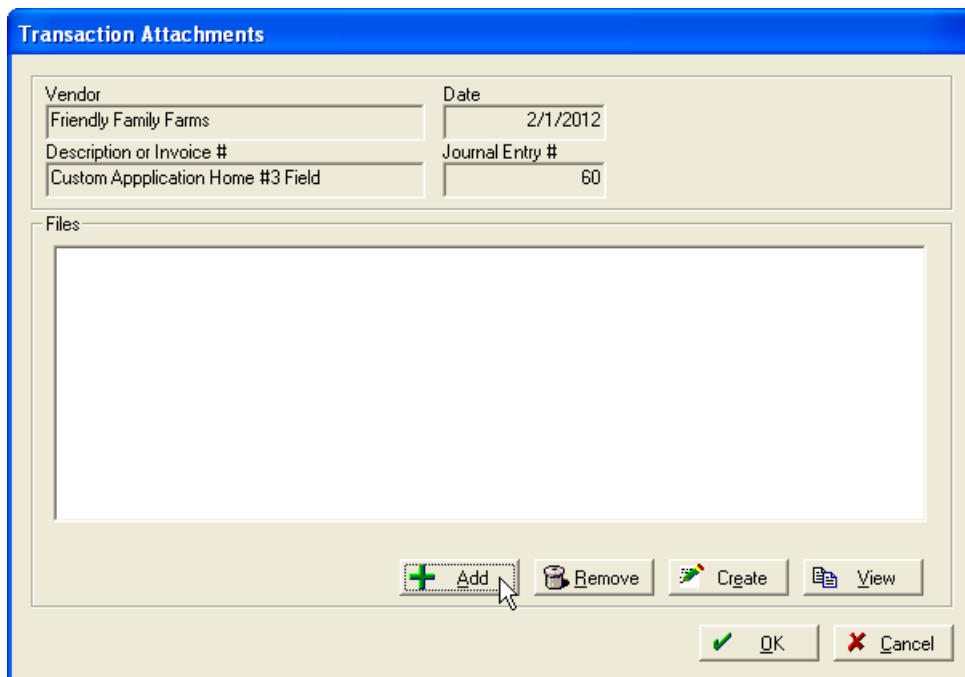 Transaction Attachments
Vendor Date
Friendly Family Farms 2/1/2012
Description or Invoice # Journal Entry #
Custom Appplication Home #3 Field 60
Files
Add Remove Create View
OK Cancel